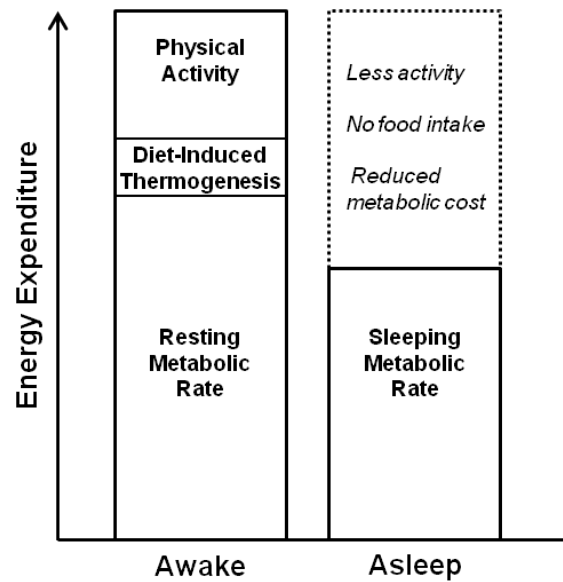 Energy Expenditure
Physical
Activity
Diet-Induced
Thermogenesis
Resting
Metabolic
Rate
Less activity
No food intake
Reduced
metabolic cost
Sleeping
Metabolic
Rate
Awake
Asleep